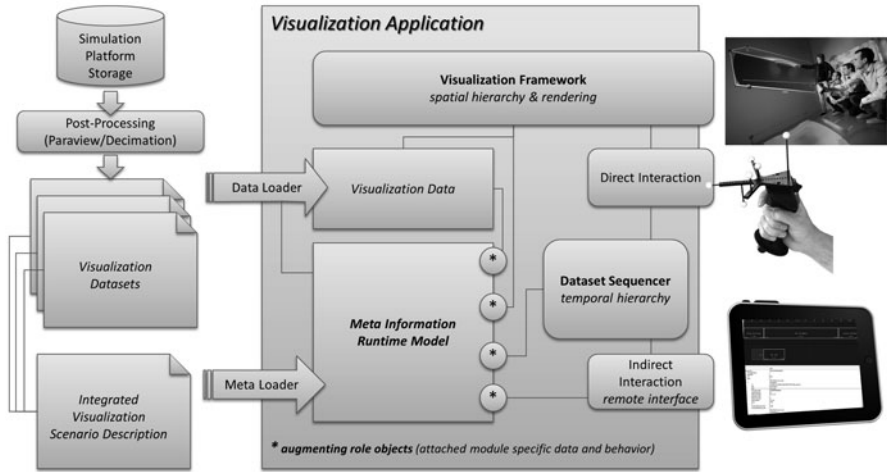 Visualization Application
Simulation
Platform
Storage
Post-Processing
(Paraview/Decimation)
Visualization
Datasets
Integrated
Visualization
Scenario Description
Data Loader
Meta Loader
Visualization Framework
spatial hierarchy & rendering
Visualization Data
Direct Interaction
Meta Information
Runtime Model
*
*
*
*
Dataset Sequencer
temporal hierarchy
Indirect
Interaction
remote interface
* augmenting role objects (attached module specific data and behavior)